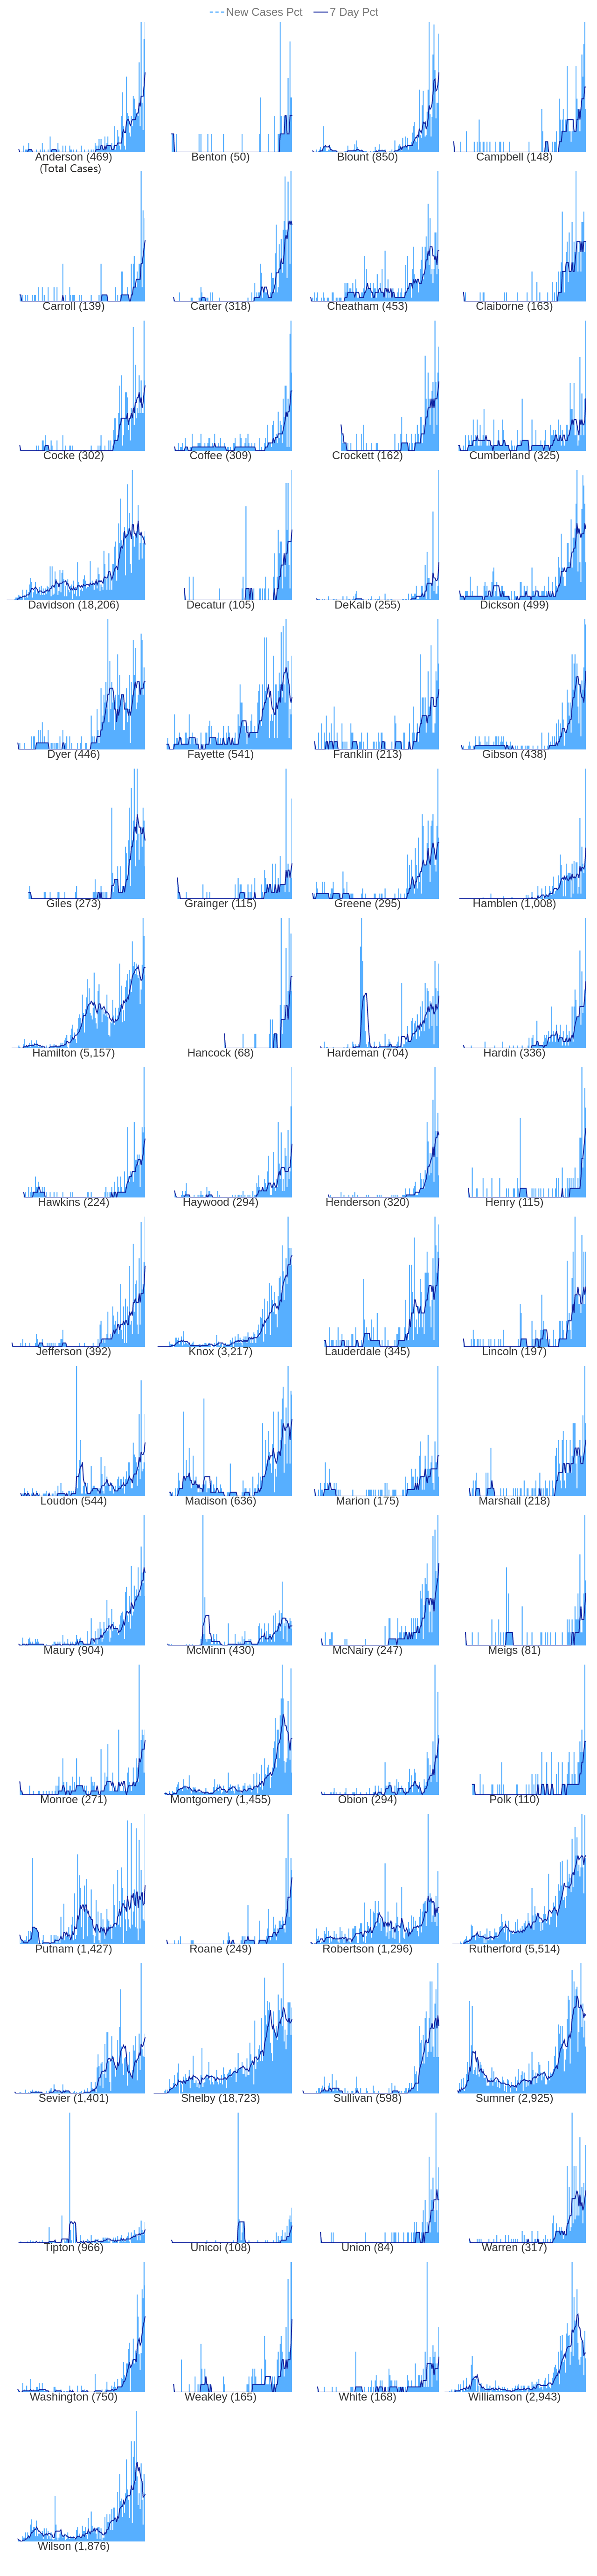 New Cases Pct 7 Day Pct
Anderson (469) Benton (50) Blount (850) Campbell (148)
(Total Cases)
Carroll (139) Carter (318) Cheatham (453) Claiborne (163)
Cocke (302) Coffee (309) Crockett (162) Cumberland (325)
Davidson (18,206) Decatur (105) DeKalb (255) Dickson (499)
Dyer (446) Fayette (541) Franklin (213) Gibson (438)
Giles (273) Grainger (115) Greene (295) Hamblen (1,008)
Hamilton (5,157) Hancock (68) Hardeman (704) Hardin (336)
Hawkins (224) Haywood (294) Henderson (320) Henry (115)
Jefferson (392) Knox (3,217) Lauderdale (345) Lincoln (197)
Loudon (544) Madison (636) Marion (175) Marshall (218)
Maury (904) McMinn (430) McNairy (247) Meigs (81)
Monroe (271) Montgomery (1,455) Obion (294) Polk (110)
Putnam (1,427) Roane (249) Robertson (1,296) Rutherford (5,514)
Sevier (1,401) Shelby (18,723) Sullivan (598) Sumner (2,925)
Tipton (966) Unicoi (108) Union (84) Warren (317)
Washington (750) Weakley (165) White (168) Williamson (2,943)
Wilson (1,876)